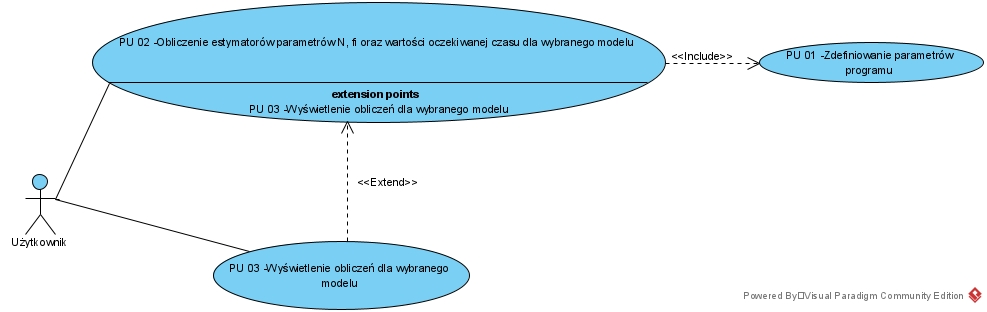 PU 02 -Obliczenie estymatorów parametrów N, fi oraz wartości oczekiwanej czasu dla wybranego modelu
<<Include>>
PU 01 -Zdefiniowanie parametrów
programu
extension points
PU 03 -Wyświetlenie obliczeń dla wybranego modelu
<<Extend>>
Użytkownik
PU 03 -Wyświetlenie obliczeń dla wybranego
modelu
Powered By Visual Paradigm Community Edition